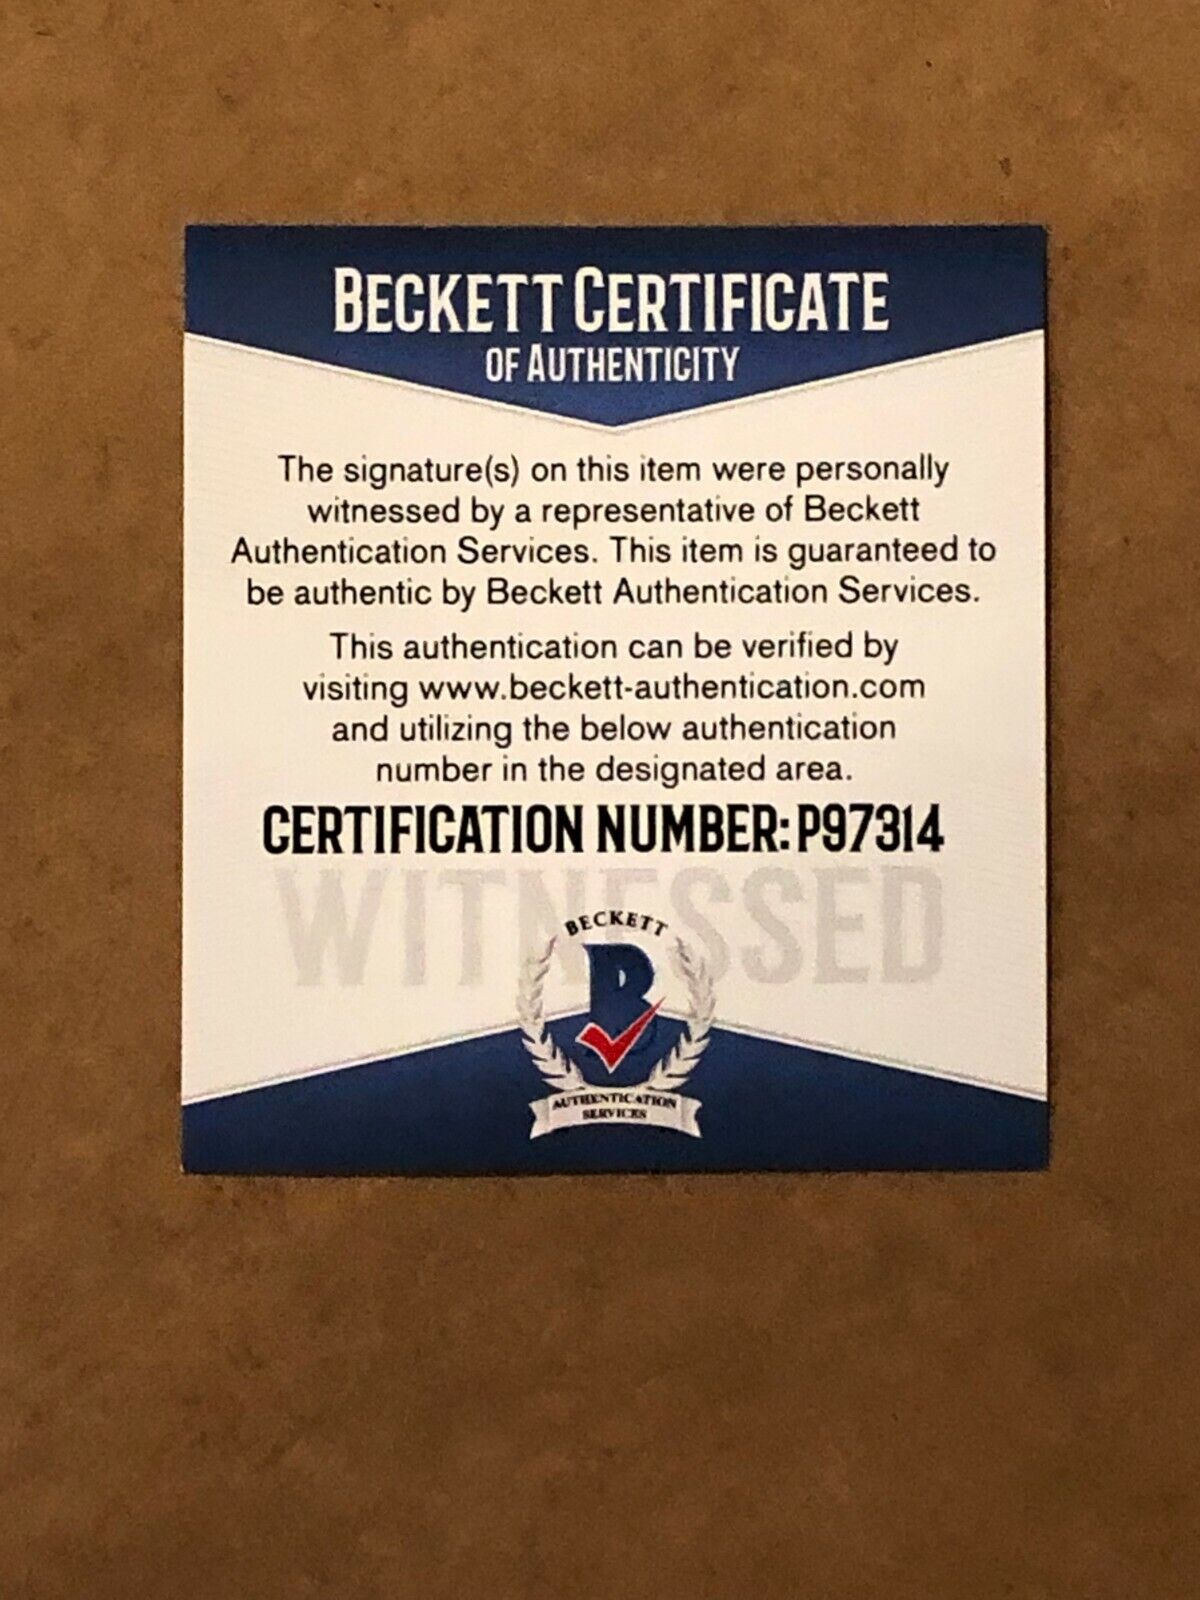 BECKETT CERTIFICATE
OF AUTHENTICITY
The signature(s) on this item were personally
witnessed by a representative of Beckett
Authentication Services. This item is guaranteed to
be authentic by Beckett Authentication Services.
This authentication can be verified by
visiting www.beckett-authentication.com
and utilizing the below authentication
number in the designated area.
CERTIFICATION NUMBER: P97314
WITNESSED
BECKETT
B
AUTHENTICATION
SERVICES